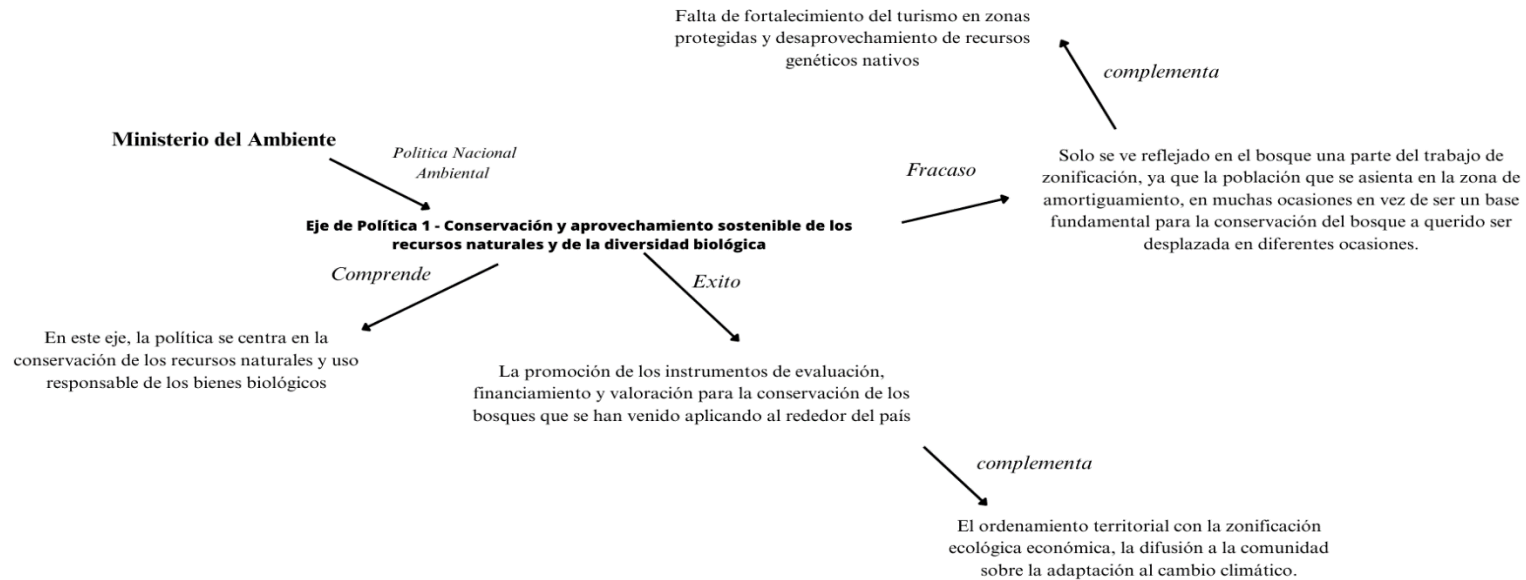 Falta de fortalecimiento del turismo en zonas
protegidas y desaprovechamiento de recursos
genéticos nativos
complementa
Ministerio del Ambiente
Politica Nacional
Ambiental
Fracaso
Solo se ve reflejado en el bosque una parte del trabajo de
zonificación, ya que la población que se asienta en la zona de
amortiguamiento, en muchas ocasiones en vez de ser un base
fundamental para la conservación del bosque a querido ser
desplazada en diferentes ocasiones.
Eje de Política 1 - Conservación y aprovechamiento sostenible de los
recursos naturales y de la diversidad biológica
Comprende
Exito
En este eje, la política se centra en la
conservación de los recursos naturales y uso
responsable de los bienes biológicos
La promoción de los instrumentos de evaluación,
financiamiento y valoración para la conservación de los
bosques que se han venido aplicando al rededor del país
complementa
El ordenamiento territorial con la zonificación
ecológica económica, la difusión a la comunidad
sobre la adaptación al cambio climático.